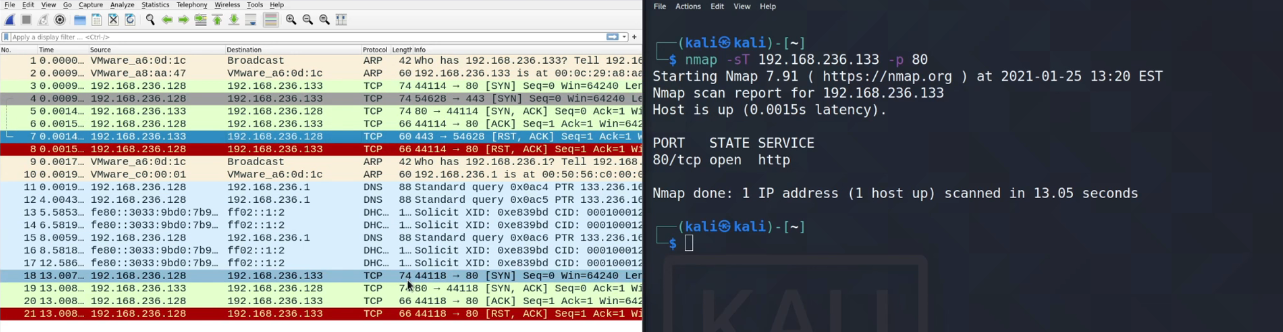 File Edit View Go Capture Analyze Statistics Telephony Wireless Tools Help
Apply a display filter ... <Ctrl-/>
No. Time Source Destination Protocol Length Info
1 0.0000… VMware_a6:0d:1c Broadcast ARP 42 Who has 192.168.236.133? Tell 192.16
2 0.0009… VMware_a8:aa:47 VMware_a6:0d:1c ARP 60 192.168.236.133 is at 00:0c:29:a8:aa
3 0.0009… 192.168.236.128 192.168.236.133 TCP 74 44114 → 80 [SYN] Seq=0 Win=64240 Len
4 0.0009… 192.168.236.128 192.168.236.133 TCP 74 54628 → 443 [SYN] Seq=0 Win=64240 Le
5 0.0014… 192.168.236.133 192.168.236.128 TCP 74 80 → 44114 [SYN, ACK] Seq=0 Ack=1 Wi
6 0.0015… 192.168.236.128 192.168.236.133 TCP 66 44114 → 80 [ACK] Seq=1 Ack=1 Win=642
7 0.0014… 192.168.236.133 192.168.236.128 TCP 60 443 → 54628 [RST, ACK] Seq=1 Ack=1 W
8 0.0015… 192.168.236.128 192.168.236.133 TCP 66 44114 → 80 [RST, ACK] Seq=1 Ack=1 Wi
9 0.0017… VMware_a6:0d:1c Broadcast ARP 42 Who has 192.168.236.1? Tell 192.168.
10 0.0019… VMware_c0:00:01 VMware_a6:0d:1c ARP 60 192.168.236.1 is at 00:50:56:c0:00:0
11 0.0019… 192.168.236.128 192.168.236.1 DNS 88 Standard query 0x0ac4 PTR 133.236.16
12 4.0043… 192.168.236.128 192.168.236.1 DNS 88 Standard query 0x0ac5 PTR 133.236.16
13 5.5853… fe80::3033:9bd0:7b9… ff02::1:2 DHC… 1… Solicit XID: 0xe839bd CID: 000100012
14 6.5819… fe80::3033:9bd0:7b9… ff02::1:2 DHC… 1… Solicit XID: 0xe839bd CID: 000100012
15 8.0059… 192.168.236.128 192.168.236.1 DNS 88 Standard query 0x0ac6 PTR 133.236.16
16 8.5818… fe80::3033:9bd0:7b9… ff02::1:2 DHC… 1… Solicit XID: 0xe839bd CID: 000100012
17 12.586… fe80::3033:9bd0:7b9… ff02::1:2 DHC… 1… Solicit XID: 0xe839bd CID: 000100012
18 13.007… 192.168.236.128 192.168.236.133 TCP 74 44118 → 80 [SYN] Seq=0 Win=64240 Len
19 13.008… 192.168.236.133 192.168.236.128 TCP 74 80 → 44118 [SYN, ACK] Seq=0 Ack=1 Wi
20 13.008… 192.168.236.128 192.168.236.133 TCP 66 44118 → 80 [ACK] Seq=1 Ack=1 Win=642
21 13.008… 192.168.236.128 192.168.236.133 TCP 66 44118 → 80 [RST, ACK] Seq=1 Ack=1 Wi
File Actions Edit View Help
(kali㉿kali)-[~]
$ nmap -sT 192.168.236.133 -p 80
Starting Nmap 7.91 ( https://nmap.org ) at 2021-01-25 13:20 EST
Nmap scan report for 192.168.236.133
Host is up (0.0015s latency).
PORT STATE SERVICE
80/tcp open http
Nmap done: 1 IP address (1 host up) scanned in 13.05 seconds
(kali㉿kali)-[~]
$
KALI